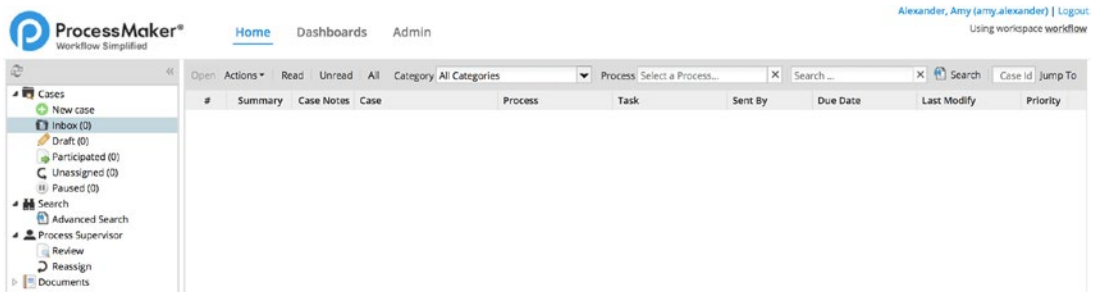 Alexander, Amy (amy.alexander) | Logout
Using workspace workflow
ProcessMaker®
Workflow Simplified
Home Dashboards Admin
Open Actions Read Unread All Category All Categories Process Select a Process... X Search ... X Search Case Id Jump To
# Summary Case Notes Case Process Task Sent By Due Date Last Modify Priority
Cases
New case
Inbox (0)
Draft (0)
Participated (0)
Unassigned (0)
Paused (0)
Search
Advanced Search
Process Supervisor
Review
Reassign
Documents